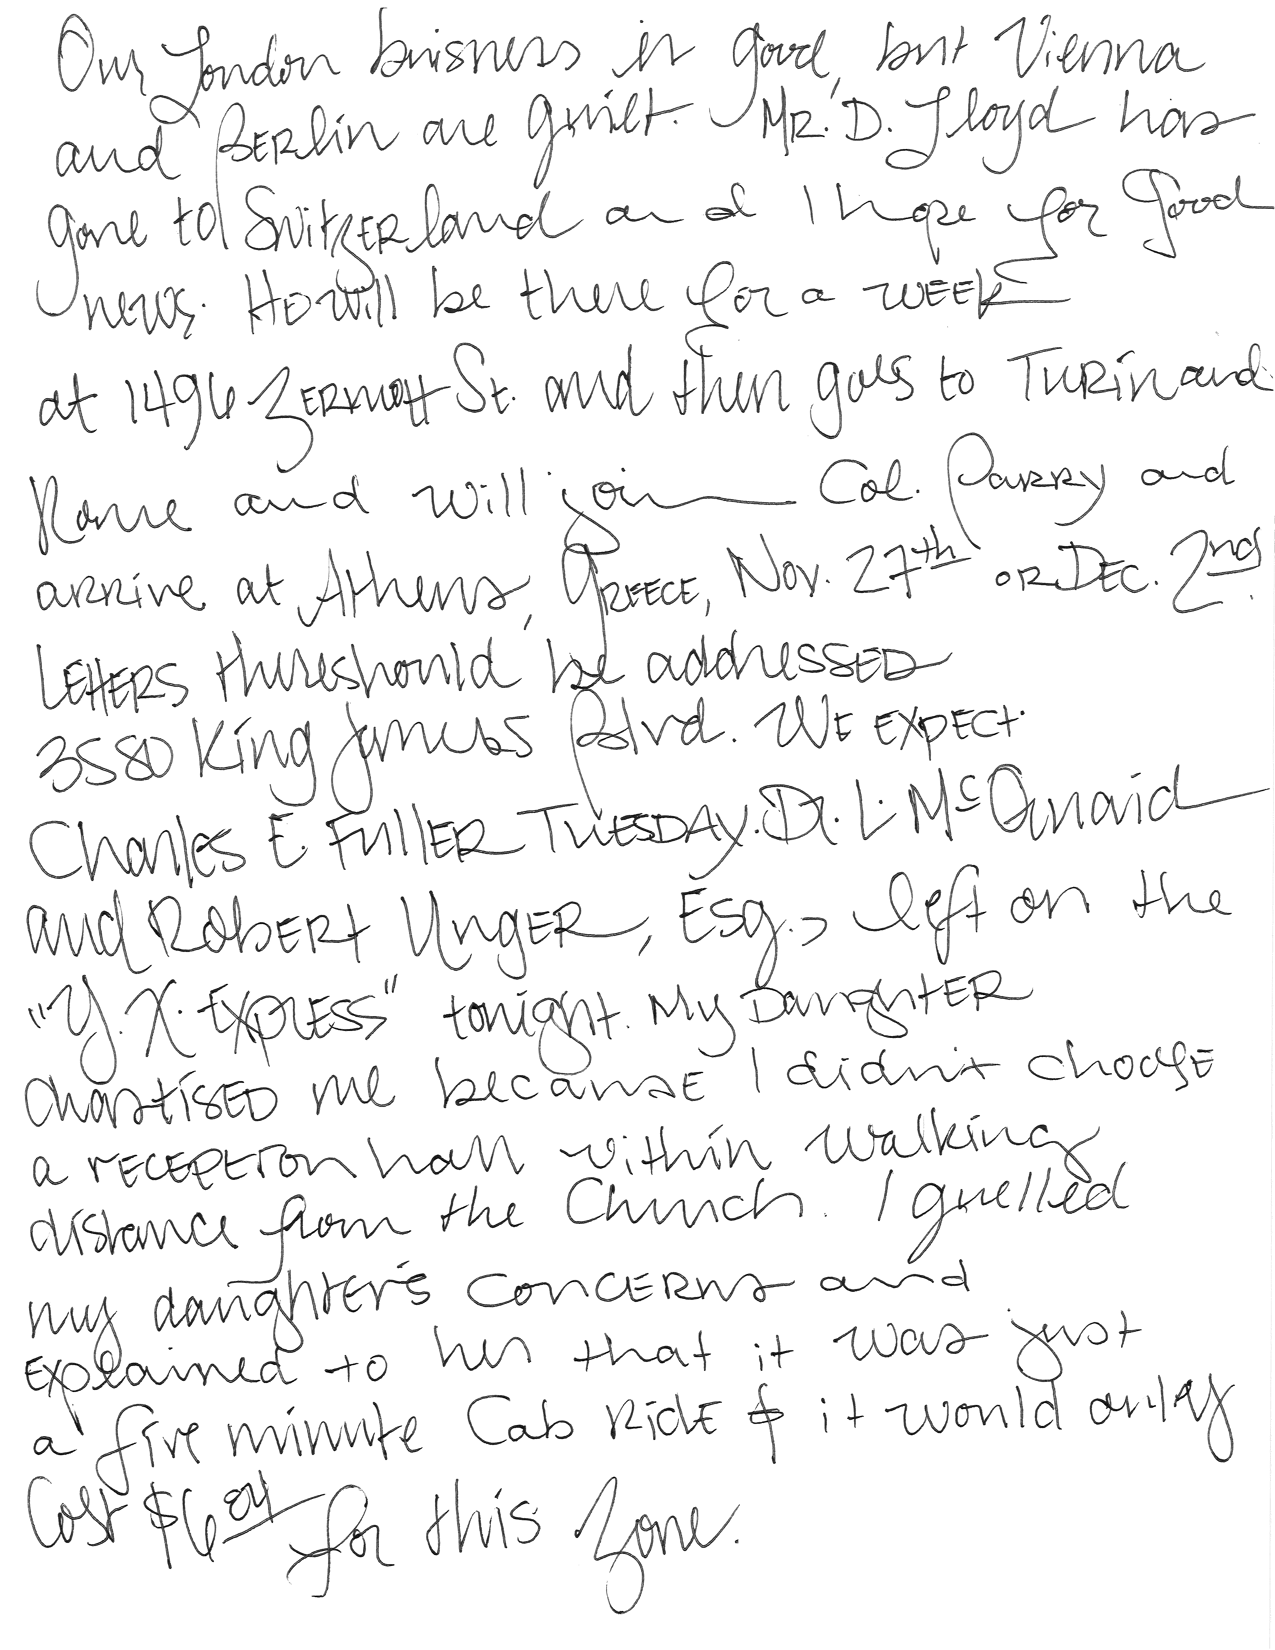 Our London buisness is good, but Vienna
and Berlin are quiet. Mr. D. Lloyd has
gone to Switzerland and I hope for good
news. He will be there for a week
at 1496 Zermott St. and then goes to Turin and
Rome and will join Col. Parry and
arrive at Athens, Greece, Nov. 27th or Dec. 2nd.
Letters there should be addressed
3580 King James Blvd. We expect
Charles E. Fuller Tuesday. Dr. L. McQuaid
and Robert Unger, Esq., left on the
"Y.X. Express" tonight. My Daughter
chastised me because I didn't choose
a reception hall within walking
distance from the Church. I quelled
my daughter's concerns and
explained to her that it was just
a five minute Cab Ride & it would only
Cost $6.04 for this zone.